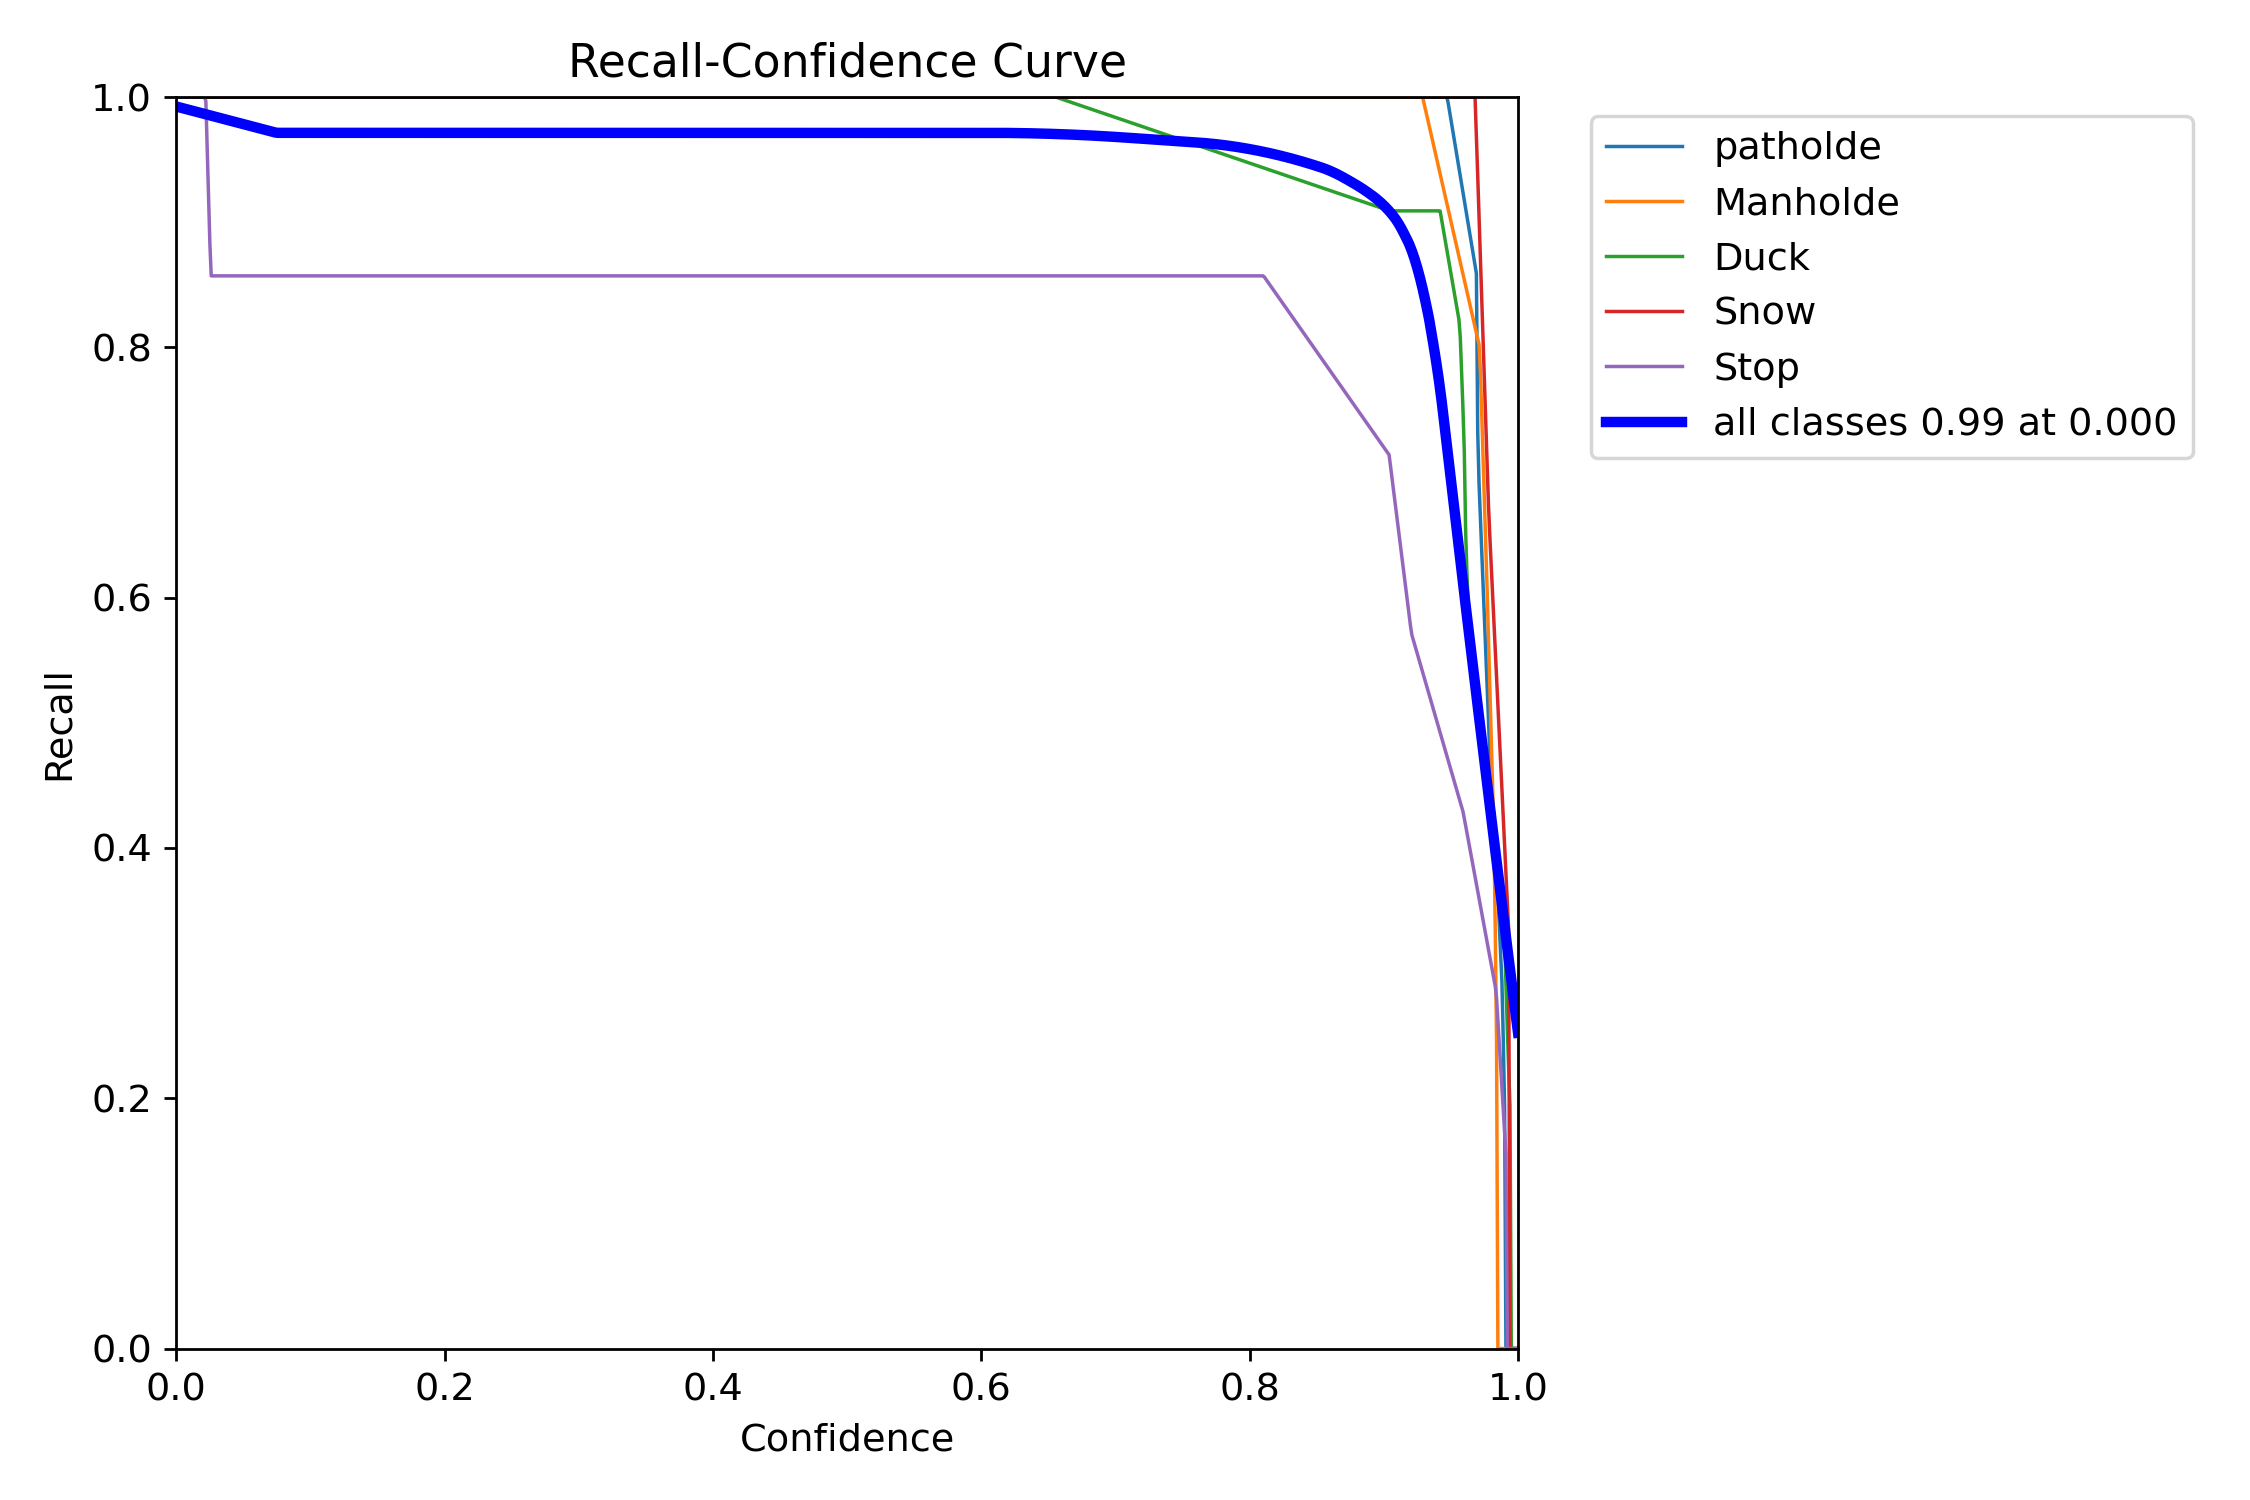 Recall-Confidence Curve
1.0
0.8
0.6
0.4
0.2
0.0
Recall
0.0 0.2 0.4 0.6 0.8 1.0
Confidence
patholde
Manholde
Duck
Snow
Stop
all classes 0.99 at 0.000